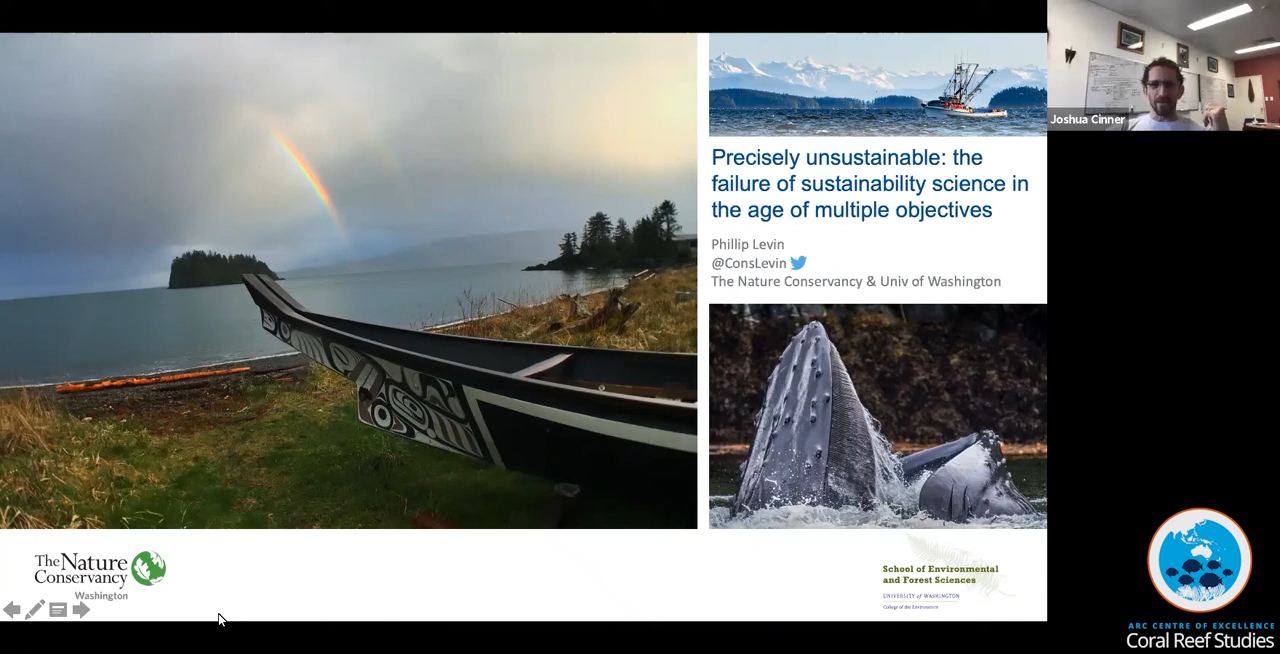 Precisely unsustainable: the
failure of sustainability science in
the age of multiple objectives
Phillip Levin
@ConsLevin
The Nature Conservancy & Univ of Washington
Joshua Cinner
The Nature
Conservancy
Washington
School of Environmental
and Forest Sciences
UNIVERSITY of WASHINGTON
College of the Environment
ARC CENTRE OF EXCELLENCE
Coral Reef Studies